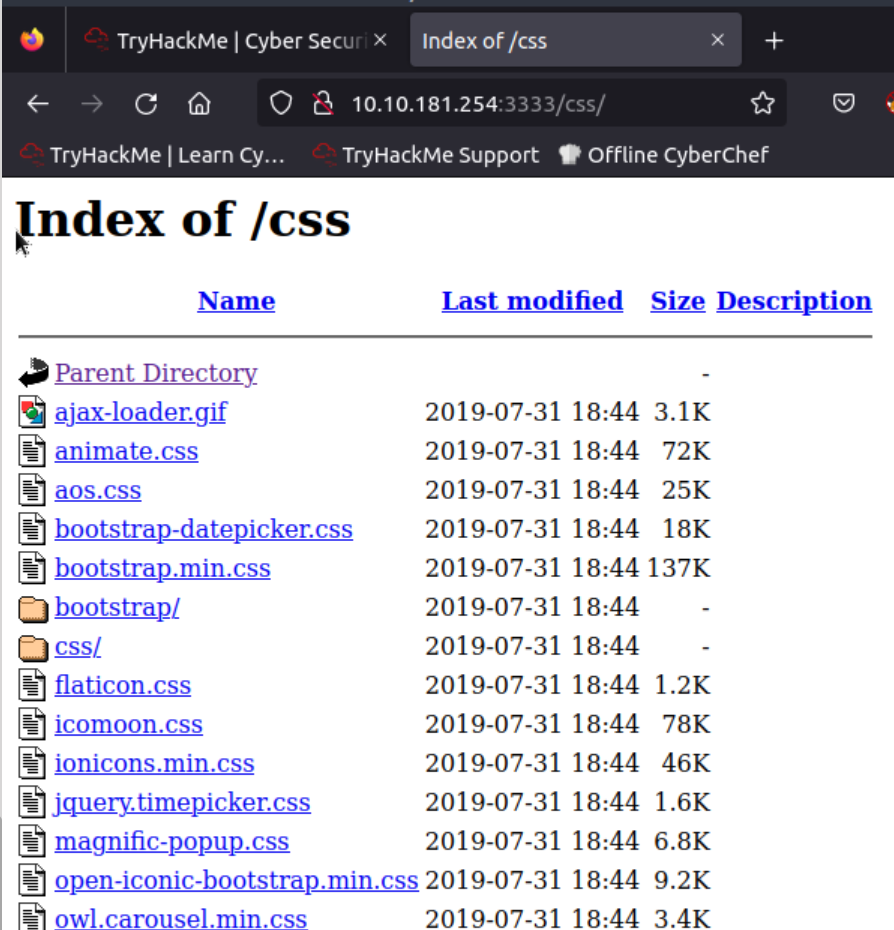 TryHackMe | Cyber Securi
Index of /css
10.10.181.254:3333/css/
TryHackMe | Learn Cy...
TryHackMe Support
Offline CyberChef
Index of /css
Name Last modified Size Description
Parent Directory -
ajax-loader.gif 2019-07-31 18:44 3.1K
animate.css 2019-07-31 18:44 72K
aos.css 2019-07-31 18:44 25K
bootstrap-datepicker.css 2019-07-31 18:44 18K
bootstrap.min.css 2019-07-31 18:44 137K
bootstrap/ 2019-07-31 18:44 -
css/ 2019-07-31 18:44 -
flaticon.css 2019-07-31 18:44 1.2K
icomoon.css 2019-07-31 18:44 78K
ionicons.min.css 2019-07-31 18:44 46K
jquery.timepicker.css 2019-07-31 18:44 1.6K
magnific-popup.css 2019-07-31 18:44 6.8K
open-iconic-bootstrap.min.css 2019-07-31 18:44 9.2K
owl.carousel.min.css 2019-07-31 18:44 3.4K